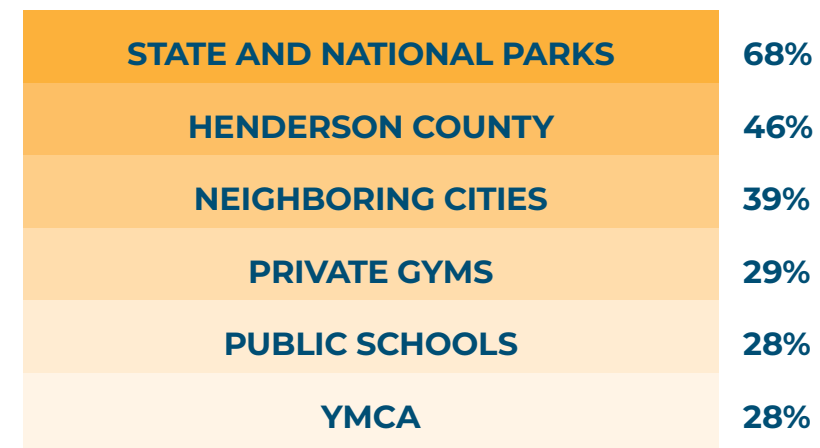 STATE AND NATIONAL PARKS 68%
HENDERSON COUNTY 46%
NEIGHBORING CITIES 39%
PRIVATE GYMS 29%
PUBLIC SCHOOLS 28%
YMCA 28%